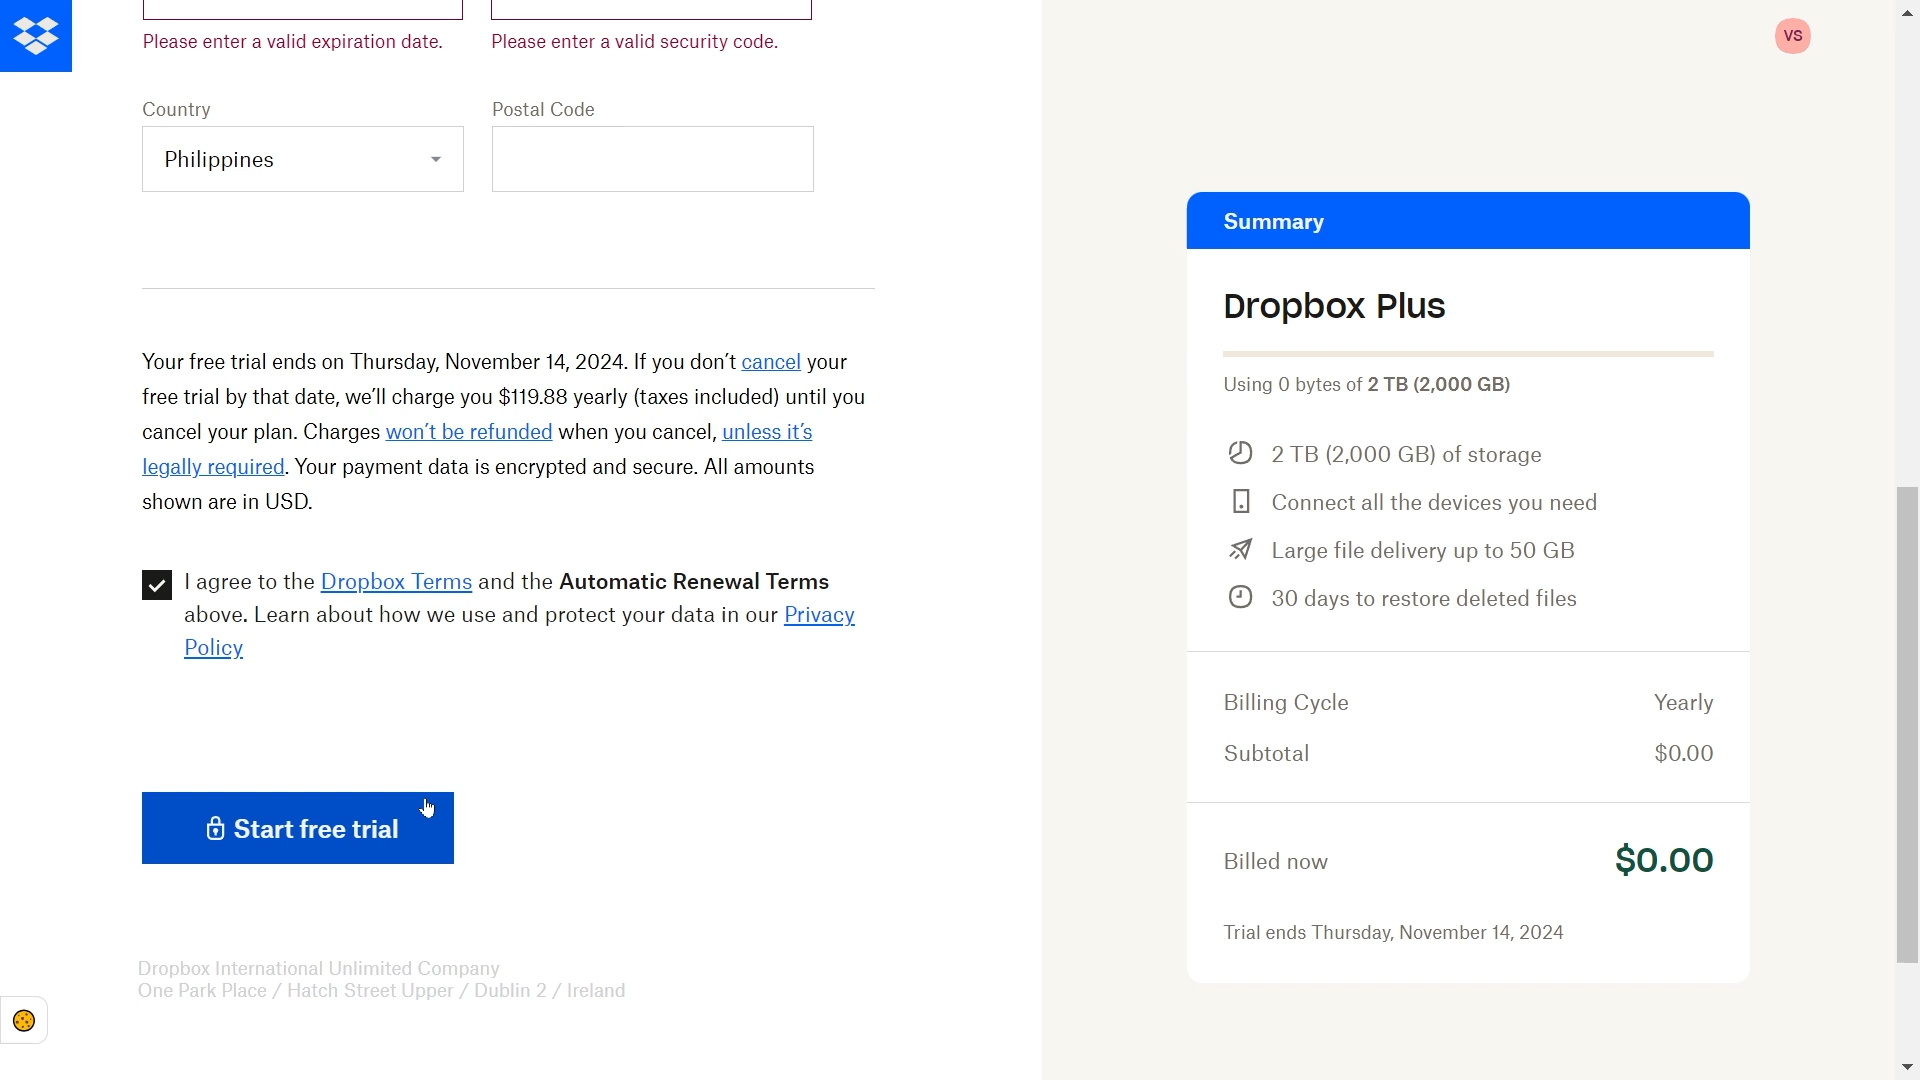 Please enter a valid expiration date.
Please enter a valid security code.
VS
Country
Postal Code
Philippines
Your free trial ends on Thursday, November 14, 2024. If you don’t cancel your
free trial by that date, we’ll charge you $119.88 yearly (taxes included) until you
cancel your plan. Charges won’t be refunded when you cancel, unless it’s
legally required. Your payment data is encrypted and secure. All amounts
shown are in USD.
I agree to the Dropbox Terms and the Automatic Renewal Terms
above. Learn about how we use and protect your data in our Privacy
Policy
Start free trial
Dropbox International Unlimited Company
One Park Place / Hatch Street Upper / Dublin 2 / Ireland
Summary
Dropbox Plus
Using 0 bytes of 2 TB (2,000 GB)
2 TB (2,000 GB) of storage
Connect all the devices you need
Large file delivery up to 50 GB
30 days to restore deleted files
Billing Cycle Yearly
Subtotal $0.00
Billed now $0.00
Trial ends Thursday, November 14, 2024